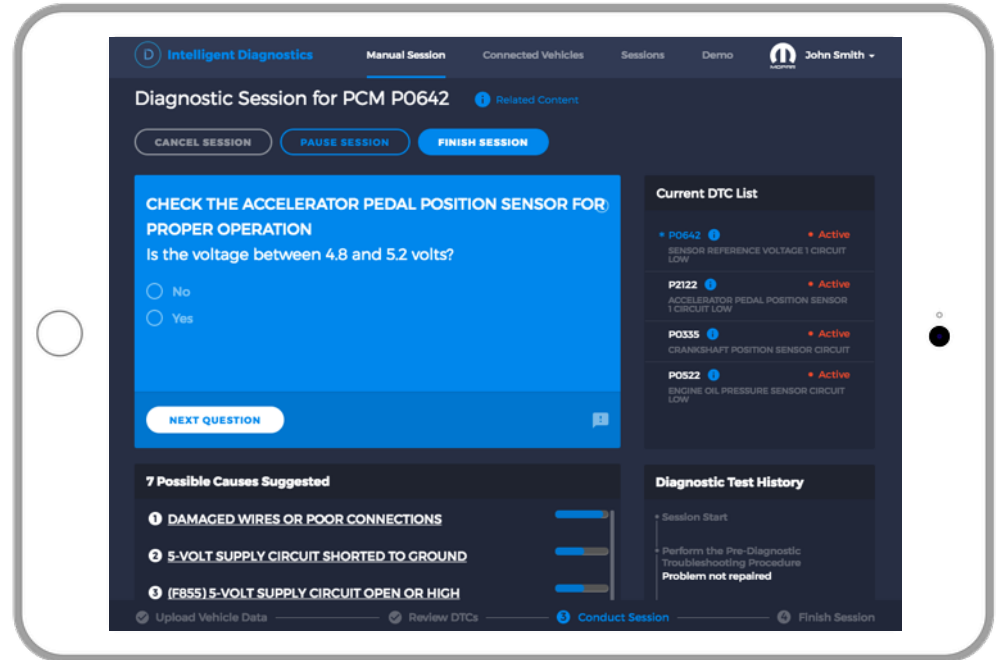 D Intelligent Diagnostics Manual Session Connected Vehicles Sessions Demo MOPAR John Smith
Diagnostic Session for PCM P0642 i Related Content
CANCEL SESSION PAUSE SESSION FINISH SESSION
CHECK THE ACCELERATOR PEDAL POSITION SENSOR FOR
PROPER OPERATION
Is the voltage between 4.8 and 5.2 volts?
No
Yes
NEXT QUESTION
Current DTC List
P0642 i Active
SENSOR REFERENCE VOLTAGE 1 CIRCUIT
LOW
P2122 i Active
ACCELERATOR PEDAL POSITION SENSOR
1 CIRCUIT LOW
P0335 i Active
CRANKSHAFT POSITION SENSOR CIRCUIT
P0522 i Active
ENGINE OIL PRESSURE SENSOR CIRCUIT
LOW
7 Possible Causes Suggested
1 DAMAGED WIRES OR POOR CONNECTIONS
2 5-VOLT SUPPLY CIRCUIT SHORTED TO GROUND
3 (F855) 5-VOLT SUPPLY CIRCUIT OPEN OR HIGH
Diagnostic Test History
Session Start
Perform the Pre-Diagnostic
Troubleshooting Procedure
Problem not repaired
Upload Vehicle Data Review DTCs 3 Conduct Session 4 Finish Session